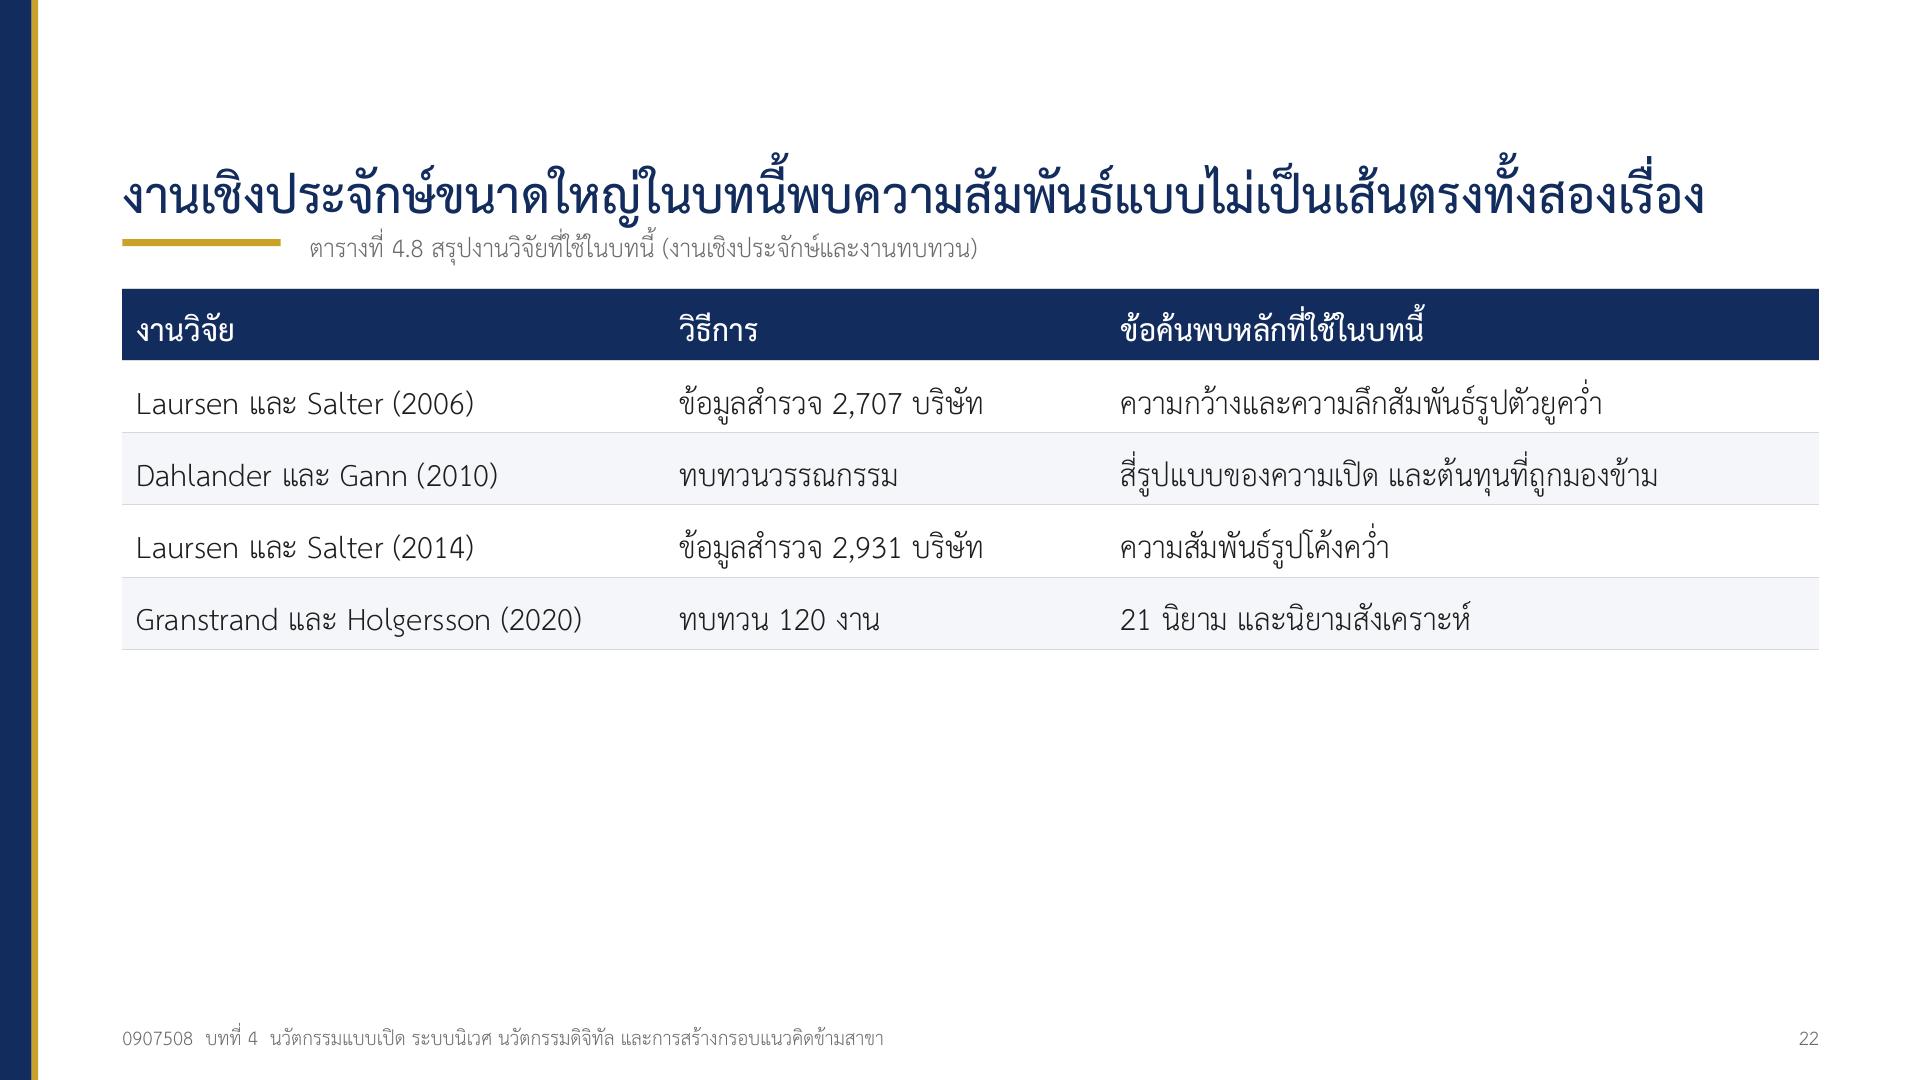 งานเชิงประจักษ์ขนาดใหญ่ในบทนี้พบความสัมพันธ์แบบไม่เป็นเส้นตรงทั้งสองเรื่อง
ตารางที่ 4.8 สรุปงานวิจัยที่ใช้ในบทนี้ (งานเชิงประจักษ์และงานทบทวน)
งานวิจัย วิธีการ ข้อค้นพบหลักที่ใช้ในบทนี้
Laursen และ Salter (2006) ข้อมูลสำรวจ 2,707 บริษัท ความกว้างและความลึกสัมพันธ์รูปตัวยูคว่ำ
Dahlander และ Gann (2010) ทบทวนวรรณกรรม สี่รูปแบบของความเปิด และต้นทุนที่ถูกมองข้าม
Laursen และ Salter (2014) ข้อมูลสำรวจ 2,931 บริษัท ความสัมพันธ์รูปโค้งคว่ำ
Granstrand และ Holgersson (2020) ทบทวน 120 งาน 21 นิยาม และนิยามสังเคราะห์
0907508 บทที่ 4 นวัตกรรมแบบเปิด ระบบนิเวศ นวัตกรรมดิจิทัล และการสร้างกรอบแนวคิดข้ามสาขา 22